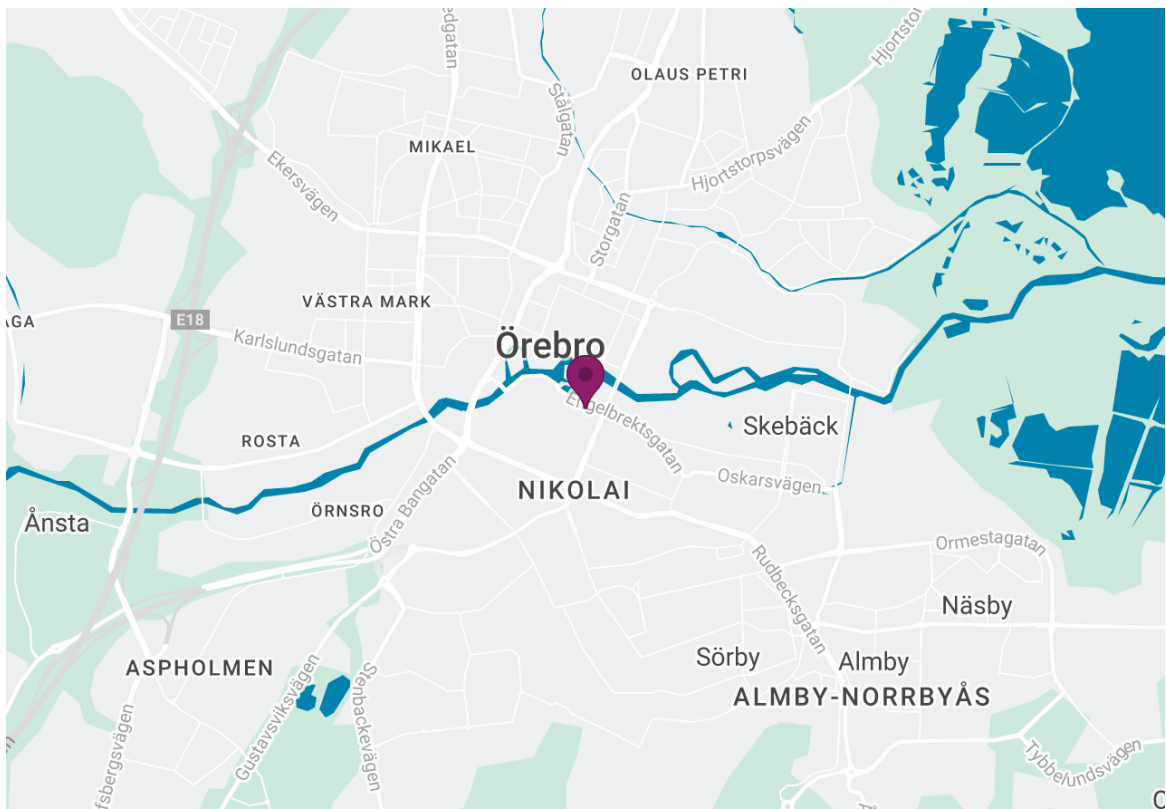 OLAUS PETRI
Hjortstorpsvägen
Stålgatan
MIKAEL
Ekersvägen
Storgatan
VÄSTRA MARK
E18
Karlslundsgatan
Örebro
Engelbrektsgatan
Skebäck
ROSTA
Oskarsvägen
NIKOLAI
Östra Bangatan
ÖRNSRO
Ånsta
Ormestagatan
Rudbecksgatan
Näsby
Sörby
Almby
ASPHOLMEN
ALMBY-NORRBYÅS
Gustavsviksvägen
Stenbackevägen
Tybbelundsvägen